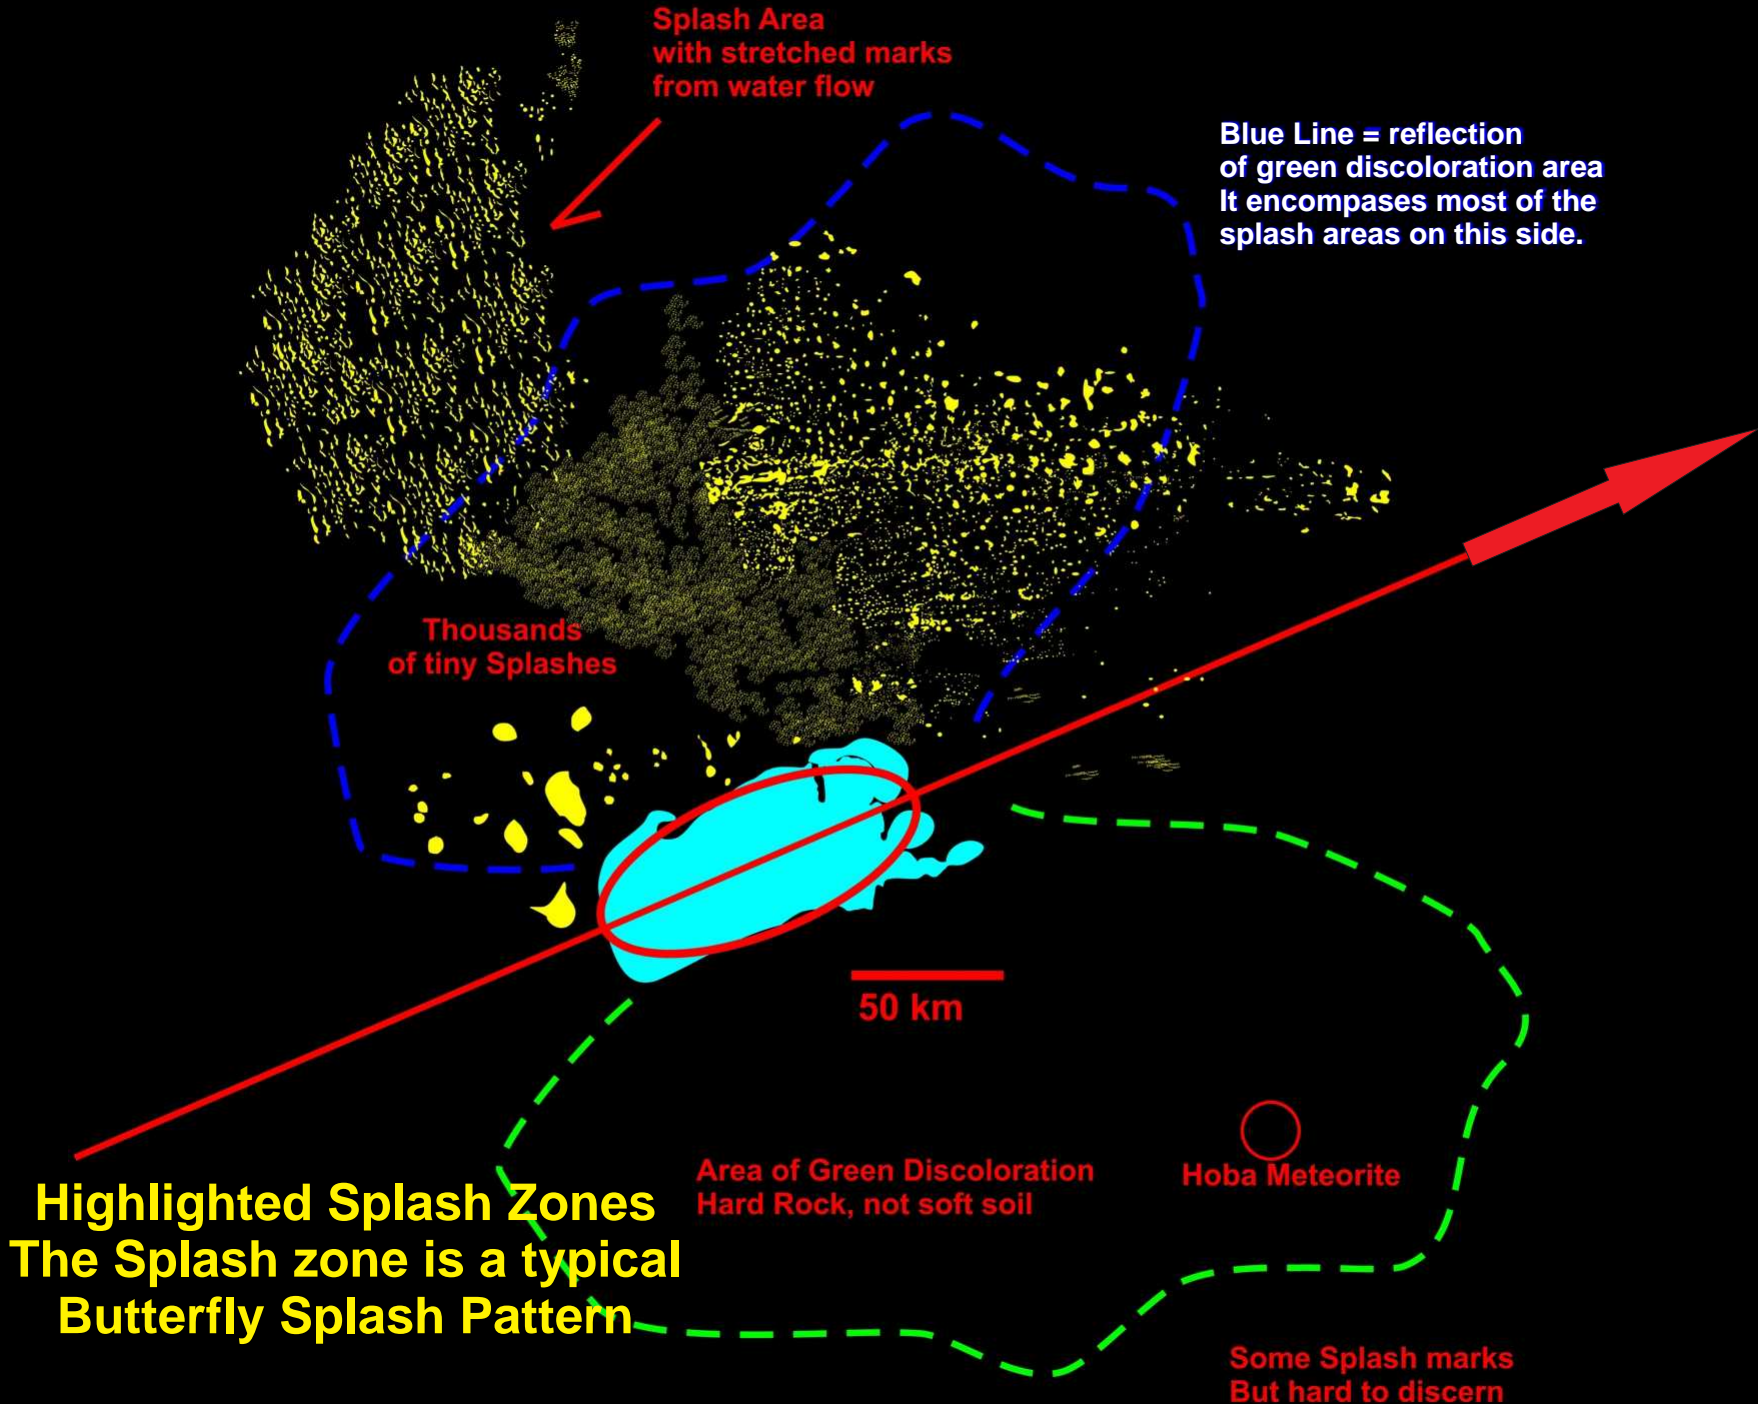 Splash Area
with stretched marks
from water flow
Blue Line = reflection
of green discoloration area
It encompases most of the
splash areas on this side.
Thousands
of tiny Splashes
50 km
Area of Green Discoloration
Hard Rock, not soft soil
Hoba Meteorite
Highlighted Splash Zones
The Splash zone is a typical
Butterfly Splash Pattern
Some Splash marks
But hard to discern